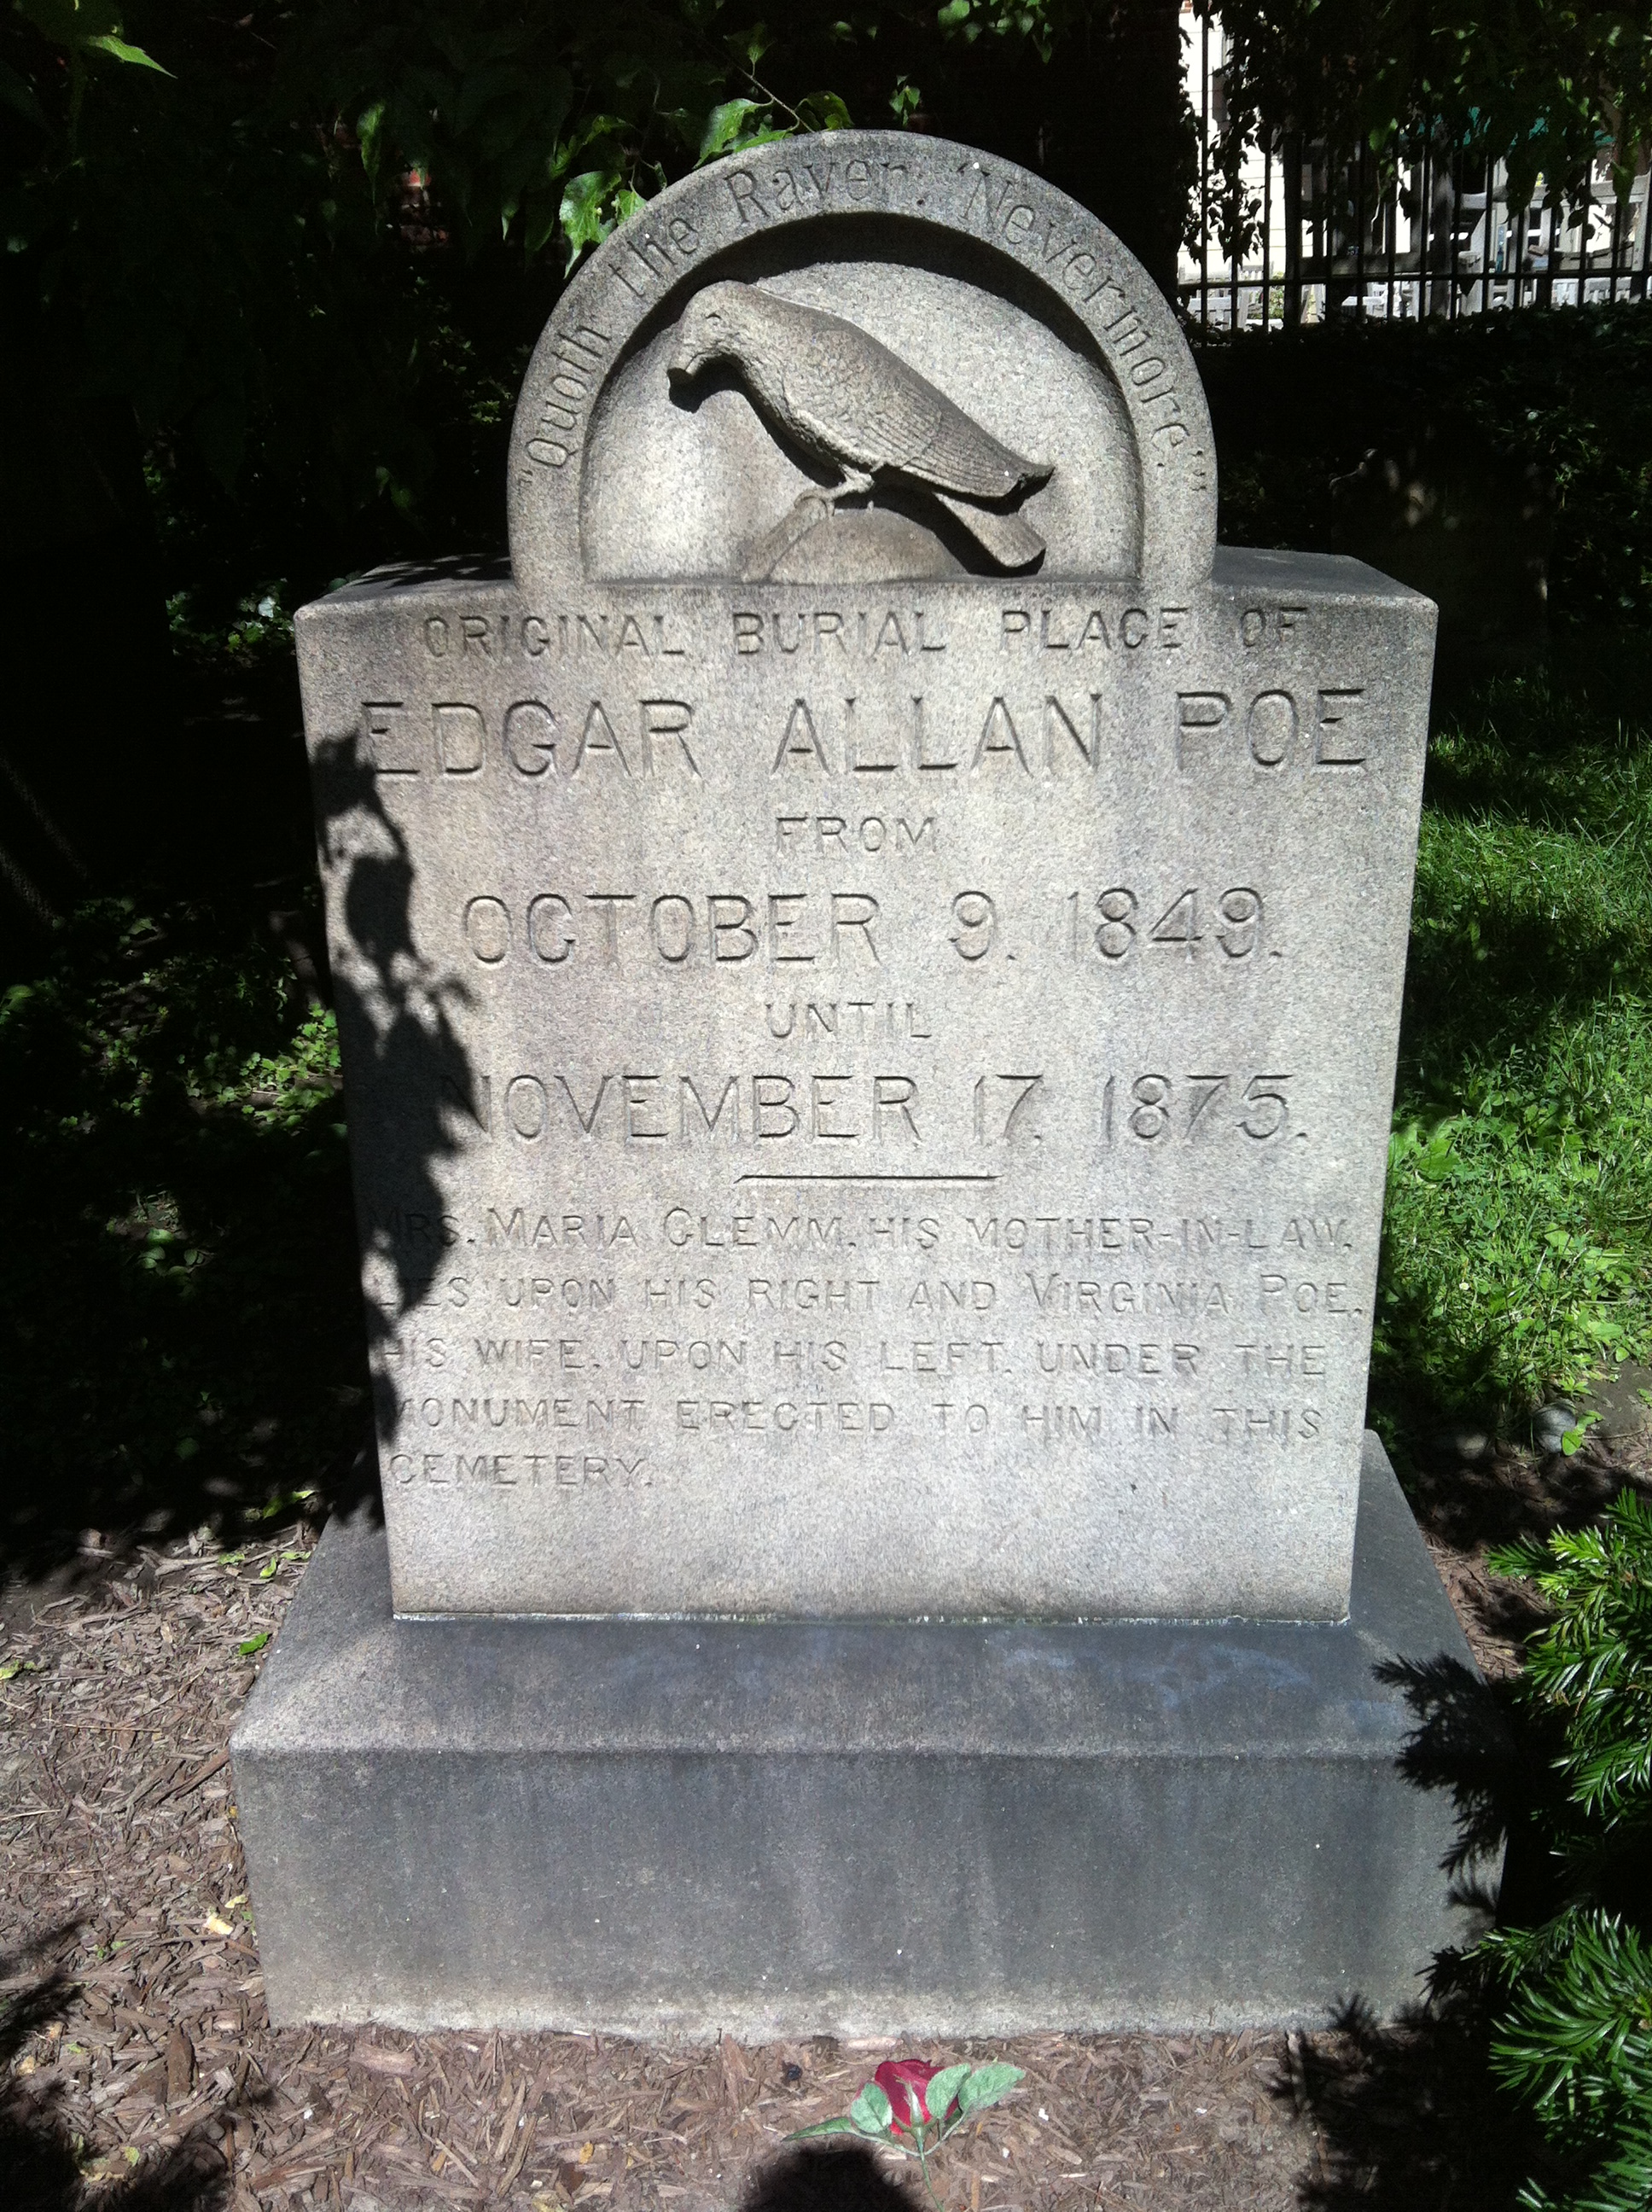 "Quoth the Raven, 'Nevermore.'"
ORIGINAL BURIAL PLACE OF
EDGAR ALLAN POE
FROM
OCTOBER 9. 1849.
UNTIL
NOVEMBER 17. 1875.
MRS. MARIA CLEMM, HIS MOTHER-IN-LAW,
LIES UPON HIS RIGHT AND VIRGINIA POE,
HIS WIFE, UPON HIS LEFT, UNDER THE
MONUMENT ERECTED TO HIM IN THIS
CEMETERY.